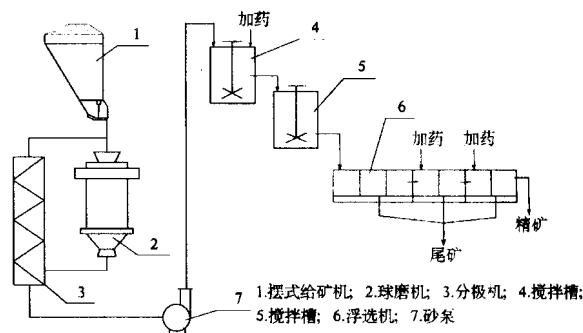 1
加药
4
5
6
加药
加药
精矿
尾矿
2
3
7
1.摆式给矿机; 2.球磨机; 3.分极机; 4.搅拌槽;
5.搅拌槽; 6.浮选机; 7.砂泵